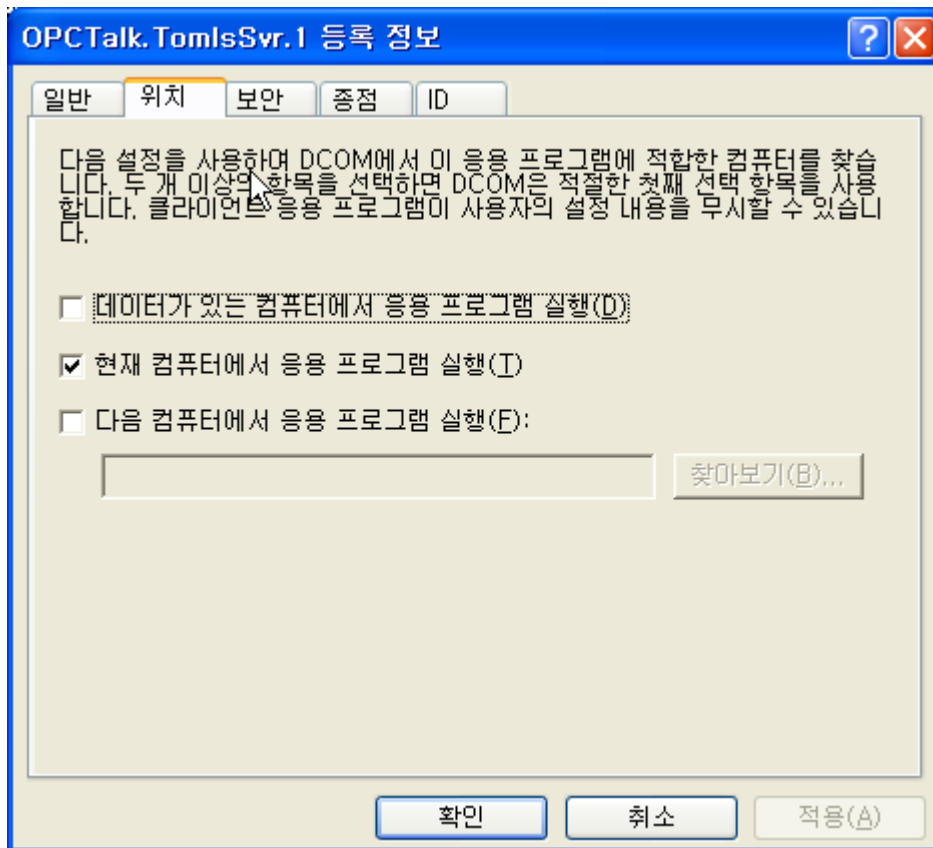 OPCTalk.TomIsSvr.1 등록 정보
일반 위치 보안 종점 ID
다음 설정을 사용하여 DCOM에서 이 응용 프로그램에 적합한 컴퓨터를 찾습
니다. 두 개 이상의 항목을 선택하면 DCOM은 적절한 첫째 선택 항목을 사용
합니다. 클라이언트 응용 프로그램이 사용자의 설정 내용을 무시할 수 있습니
다.
데이터가 있는 컴퓨터에서 응용 프로그램 실행(D)
현재 컴퓨터에서 응용 프로그램 실행(T)
다음 컴퓨터에서 응용 프로그램 실행(F):
찾아보기(B)...
확인 취소 적용(A)